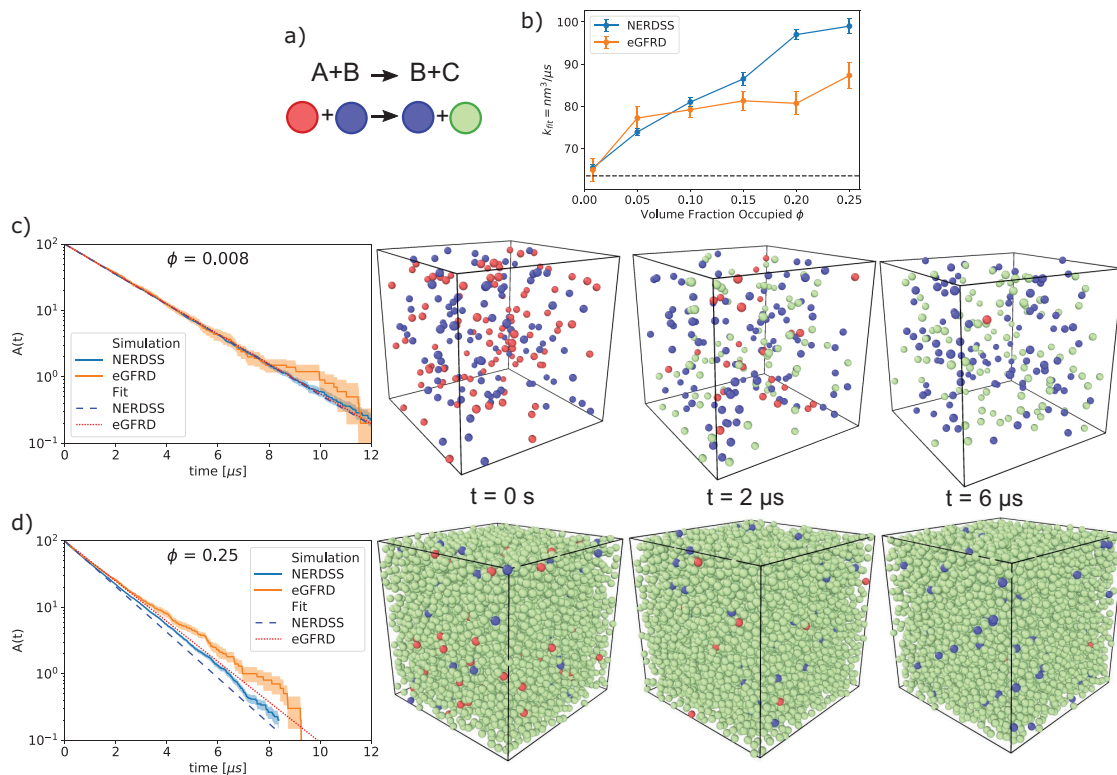 a)
A+B → B+C
+ → +
b)
NERDSS
eGFRD
100
90
80
70
k_fit = nm³/μs
0.00 0.05 0.10 0.15 0.20 0.25
Volume Fraction Occupied ϕ
c)
ϕ = 0.008
10²
10¹
10⁰
10⁻¹
A(t)
Simulation
NERDSS
eGFRD
Fit
NERDSS
eGFRD
0 2 4 6 8 10 12
time [μs]
t = 0 s t = 2 μs t = 6 μs
d)
ϕ = 0.25
10²
10¹
10⁰
10⁻¹
A(t)
Simulation
NERDSS
eGFRD
Fit
NERDSS
eGFRD
0 2 4 6 8 10 12
time [μs]